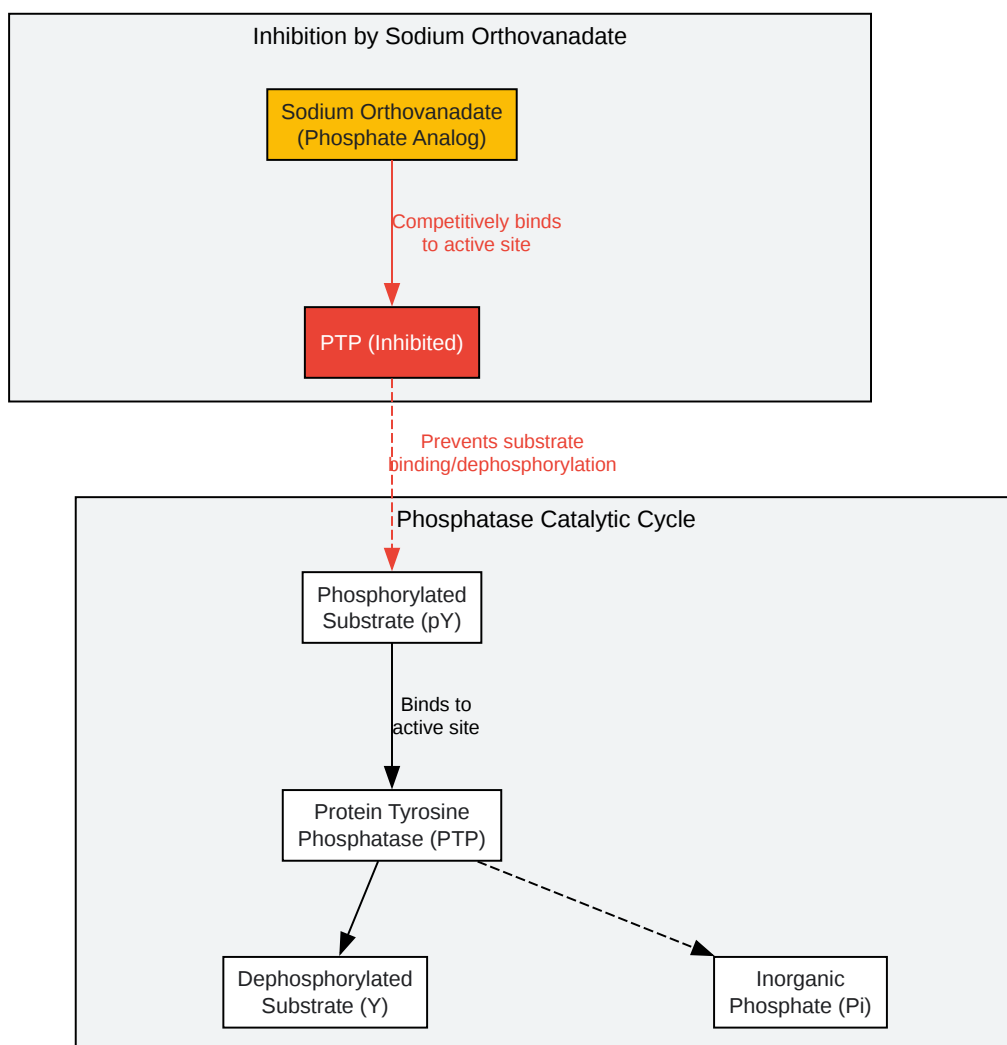 Inhibition by Sodium Orthovanadate
Sodium Orthovanadate
(Phosphate Analog)
Competitively binds
to active site
PTP (Inhibited)
Prevents substrate
binding/dephosphorylation
Phosphatase Catalytic Cycle
Phosphorylated
Substrate (pY)
Binds to
active site
Protein Tyrosine
Phosphatase (PTP)
Dephosphorylated
Substrate (Y)
Inorganic
Phosphate (Pi)